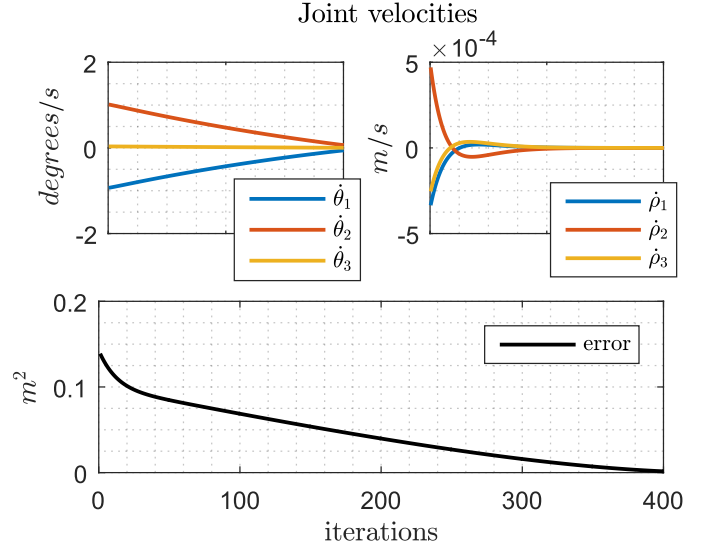 Joint velocities
degrees/s
2
0
-2
θ̇₁
θ̇₂
θ̇₃
m/s
×10⁻⁴
5
0
-5
ρ̇₁
ρ̇₂
ρ̇₃
m²
0.2
0.1
0
error
0 100 200 300 400
iterations